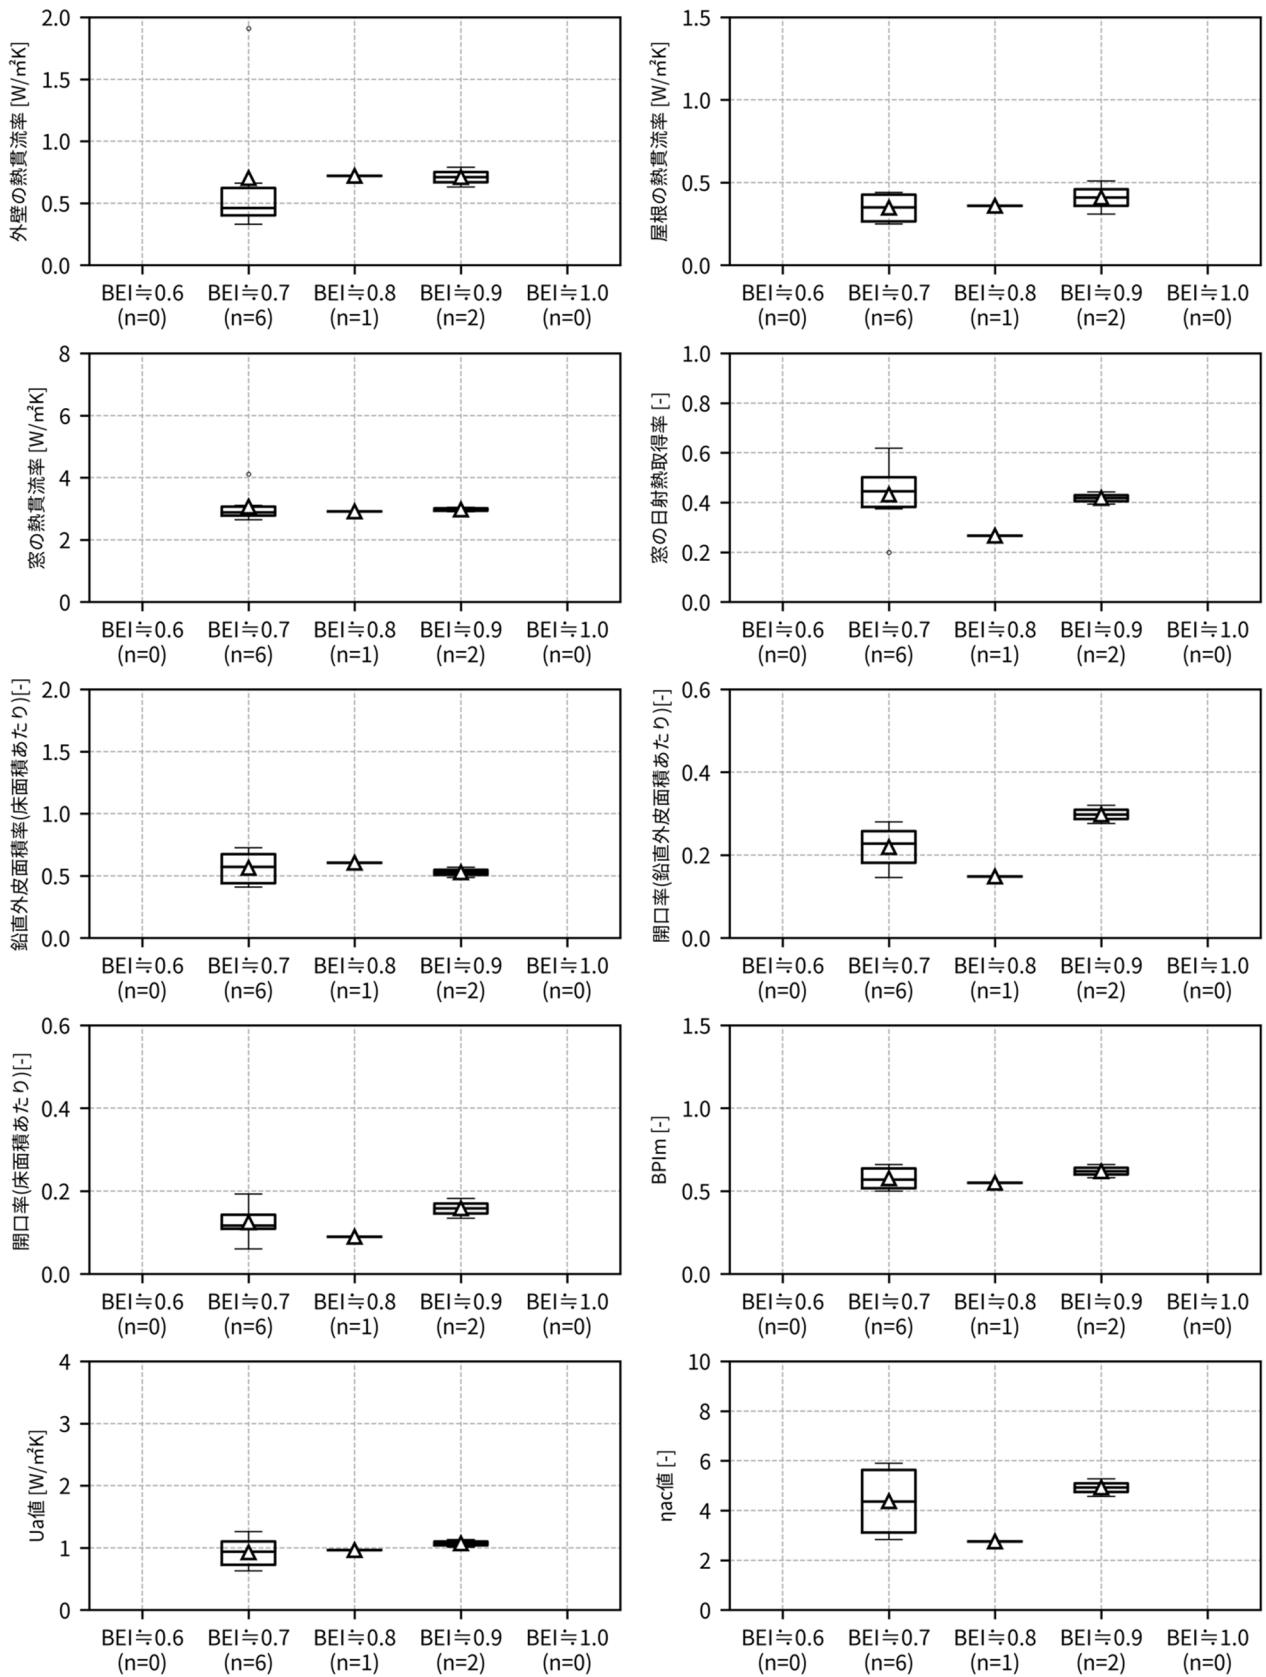 外壁の熱貫流率 [W/㎡K]
2.0
1.5
1.0
0.5
0.0
BEI≒0.6 BEI≒0.7 BEI≒0.8 BEI≒0.9 BEI≒1.0
(n=0) (n=6) (n=1) (n=2) (n=0)
屋根の熱貫流率 [W/㎡K]
1.5
1.0
0.5
0.0
BEI≒0.6 BEI≒0.7 BEI≒0.8 BEI≒0.9 BEI≒1.0
(n=0) (n=6) (n=1) (n=2) (n=0)
窓の熱貫流率 [W/㎡K]
8
6
4
2
0
BEI≒0.6 BEI≒0.7 BEI≒0.8 BEI≒0.9 BEI≒1.0
(n=0) (n=6) (n=1) (n=2) (n=0)
窓の日射熱取得率 [-]
1.0
0.8
0.6
0.4
0.2
0.0
BEI≒0.6 BEI≒0.7 BEI≒0.8 BEI≒0.9 BEI≒1.0
(n=0) (n=6) (n=1) (n=2) (n=0)
鉛直外皮面積率(床面積あたり)[-]
2.0
1.5
1.0
0.5
0.0
BEI≒0.6 BEI≒0.7 BEI≒0.8 BEI≒0.9 BEI≒1.0
(n=0) (n=6) (n=1) (n=2) (n=0)
開口率(鉛直外皮面積あたり)[-]
0.6
0.4
0.2
0.0
BEI≒0.6 BEI≒0.7 BEI≒0.8 BEI≒0.9 BEI≒1.0
(n=0) (n=6) (n=1) (n=2) (n=0)
開口率(床面積あたり)[-]
0.6
0.4
0.2
0.0
BEI≒0.6 BEI≒0.7 BEI≒0.8 BEI≒0.9 BEI≒1.0
(n=0) (n=6) (n=1) (n=2) (n=0)
BPIm [-]
1.5
1.0
0.5
0.0
BEI≒0.6 BEI≒0.7 BEI≒0.8 BEI≒0.9 BEI≒1.0
(n=0) (n=6) (n=1) (n=2) (n=0)
Ua値 [W/㎡K]
4
3
2
1
0
BEI≒0.6 BEI≒0.7 BEI≒0.8 BEI≒0.9 BEI≒1.0
(n=0) (n=6) (n=1) (n=2) (n=0)
ηac値 [-]
10
8
6
4
2
0
BEI≒0.6 BEI≒0.7 BEI≒0.8 BEI≒0.9 BEI≒1.0
(n=0) (n=6) (n=1) (n=2) (n=0)